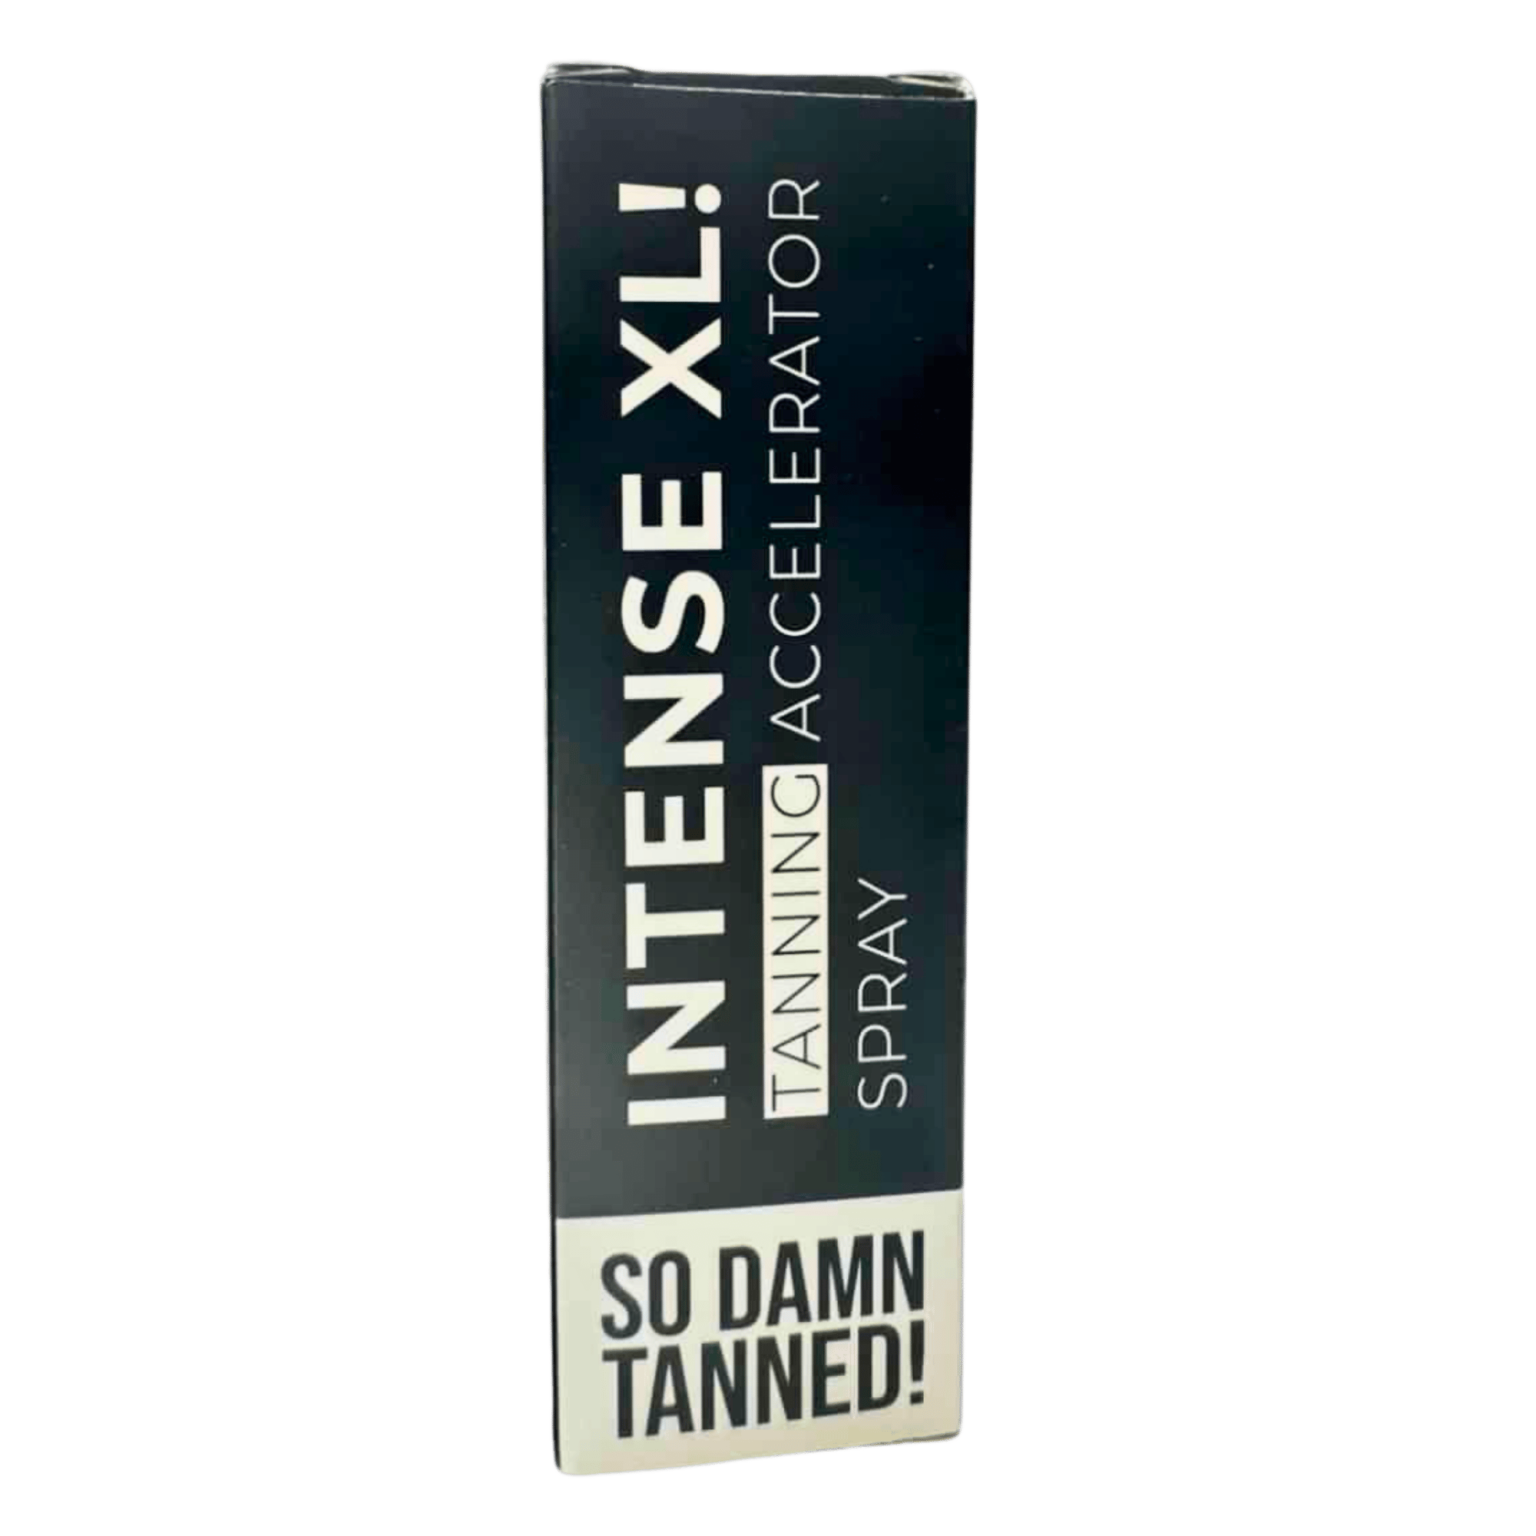 INTENSE XL!
TANNING ACCELERATOR
SPRAY
SO DAMN
TANNED!